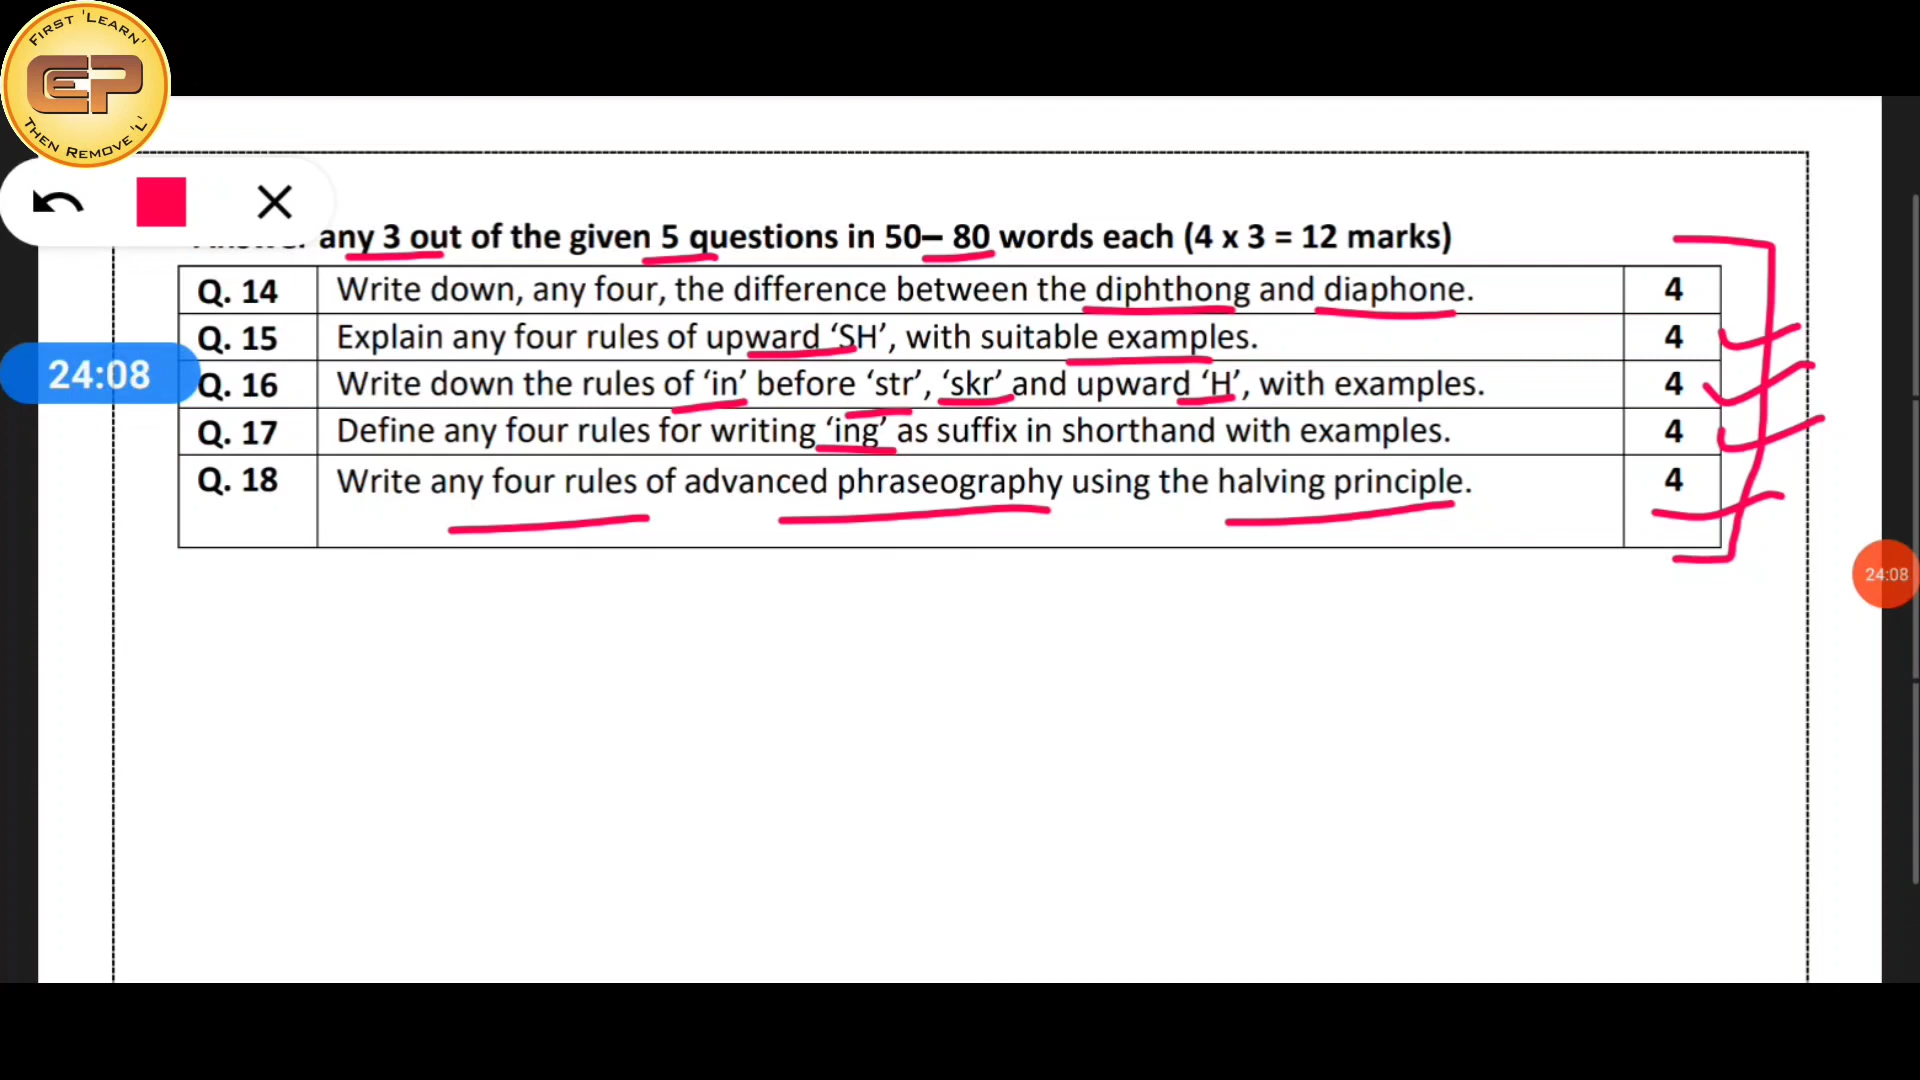 FIRST 'LEARN'
EP
THEN REMOVE 'L'
any 3 out of the given 5 questions in 50– 80 words each (4 x 3 = 12 marks)
Q. 14 Write down, any four, the difference between the diphthong and diaphone. 4
Q. 15 Explain any four rules of upward ‘SH’, with suitable examples. 4
24:08
Q. 16 Write down the rules of ‘in’ before ‘str’, ‘skr’ and upward ‘H’, with examples. 4
Q. 17 Define any four rules for writing ‘ing’ as suffix in shorthand with examples. 4
Q. 18 Write any four rules of advanced phraseography using the halving principle. 4
24:08